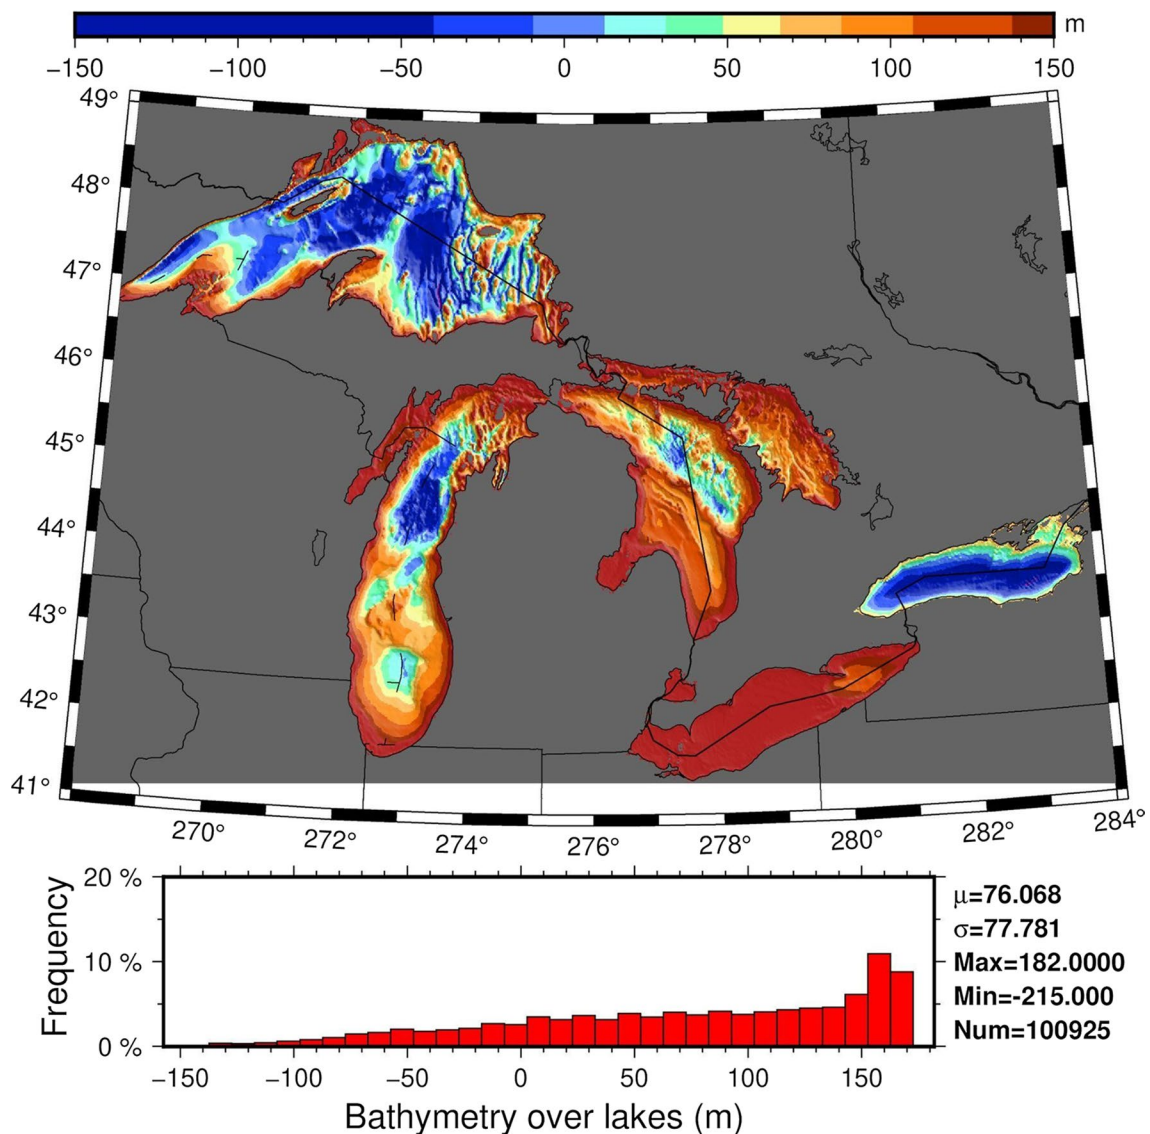 m
−150 −100 −50 0 50 100 150
49°
48°
47°
46°
45°
44°
43°
42°
41°
270° 272° 274° 276° 278° 280° 282° 284°
20 %
10 %
0 %
Frequency
−150 −100 −50 0 50 100 150
Bathymetry over lakes (m)
μ=76.068
σ=77.781
Max=182.0000
Min=-215.000
Num=100925